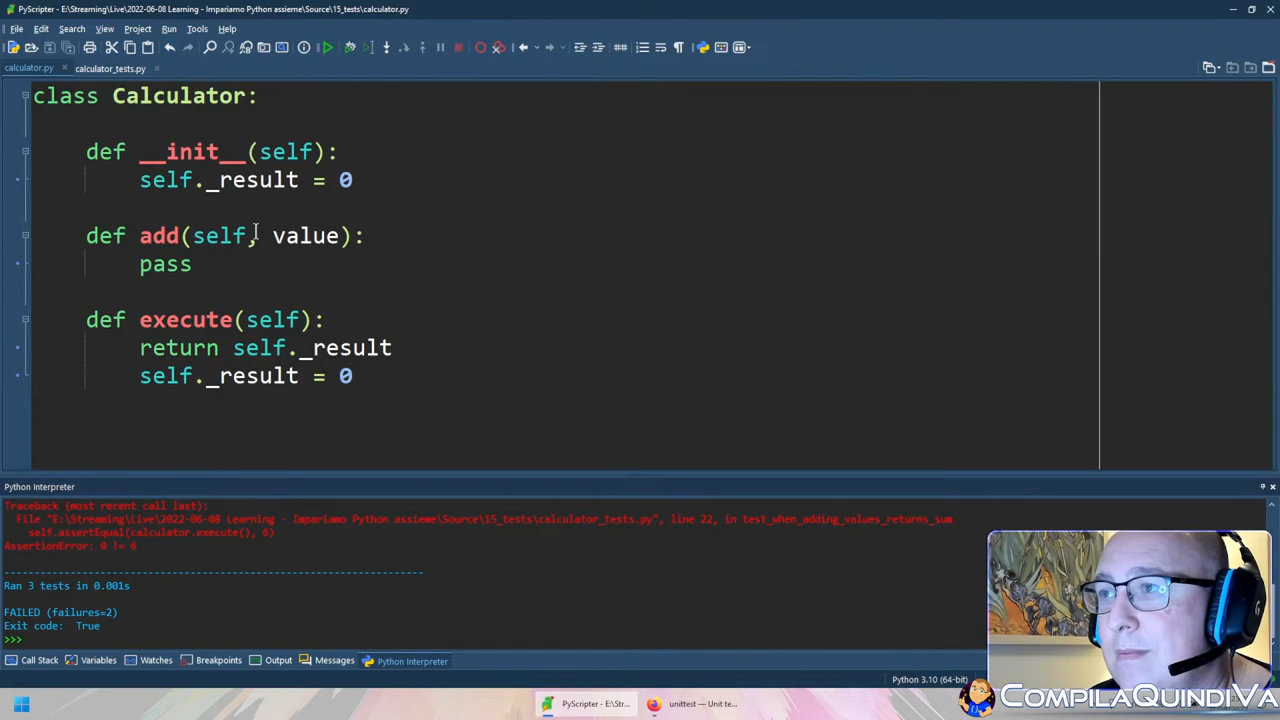 PyScripter - E:\Streaming\Live\2022-06-08 Learning - Impariamo Python assieme\Source\15_tests\calculator.py
File Edit Search View Project Run Tools Help
calculator.py × calculator_tests.py ×
class Calculator:
def __init__(self):
self._result = 0
def add(self, value):
pass
def execute(self):
return self._result
self._result = 0
Python Interpreter
Traceback (most recent call last):
File "E:\Streaming\Live\2022-06-08 Learning - Impariamo Python assieme\Source\15_tests\calculator_tests.py", line 22, in test_when_adding_values_returns_sum
self.assertEqual(calculator.execute(), 6)
AssertionError: 0 != 6
----------------------------------------------------------------------
Ran 3 tests in 0.001s
FAILED (failures=2)
Exit code: True
>>>
Call Stack Variables Watches Breakpoints Output Messages Python Interpreter
Python 3.10 (64-bit)
PyScripter - E:\Stre... unittest — Unit te...
COMPILAQUINDIVA